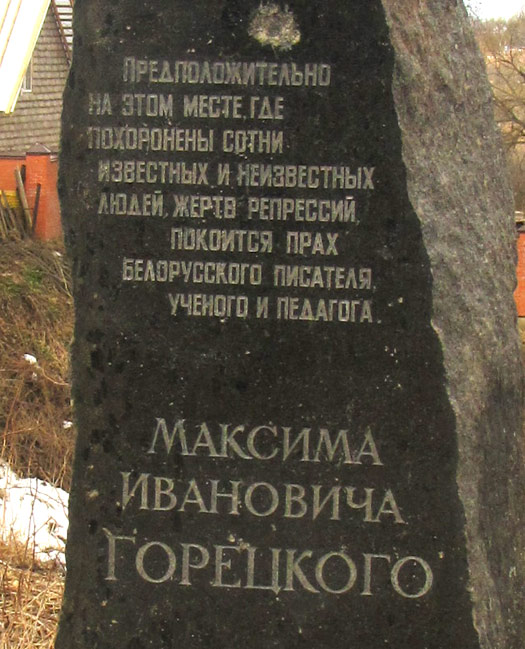 Предположительно
на этом месте, где
похоронены сотни
известных и неизвестных
людей, жертв репрессий,
покоится прах
белорусского писателя,
ученого и педагога.
Максима
Ивановича
Горецкого